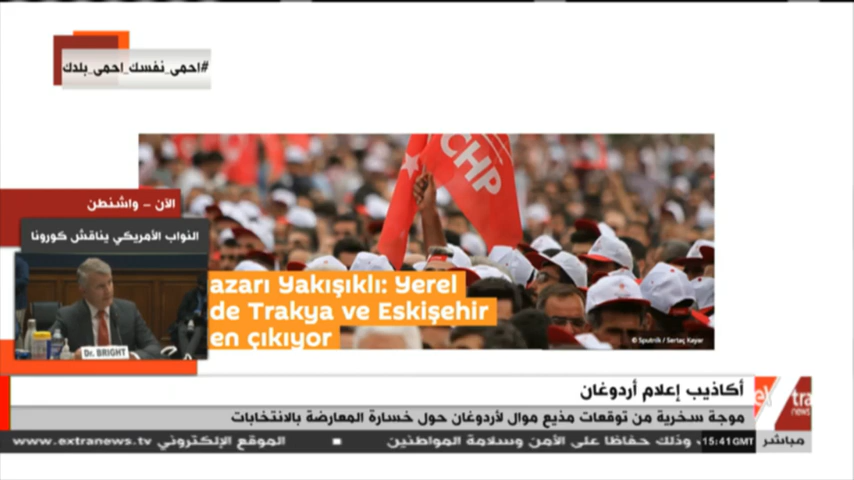 #احمى_نفسك_احمى_بلدك
CHP
الآن - واشنطن
النواب الأمريكي يناقش كورونا
azarı Yakışıklı: Yerel
de Trakya ve Eskişehir
en çıkıyor
Dr. BRIGHT
© Sputnik / Sertaç Kayar
أكاذيب إعلام أردوغان
موجة سخرية من توقعات مذيع موال لأردوغان حول خسارة المعارضة بالانتخابات
extra news
مباشر
15:41 GMT
وذلك حفاظا على الأمن وسلامة المواطنين ■ الموقع الإلكتروني www.extranews.tv